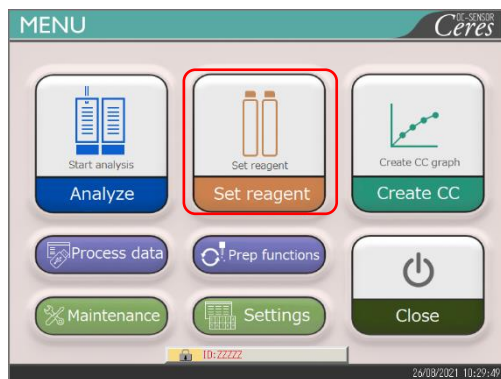 MENU
OC-SENSOR
Ceres
Start analysis
Analyze
Set reagent
Set reagent
Create CC graph
Create CC
Process data
Prep functions
Maintenance
Settings
Close
ID:ZZZZZ
26/08/2021 10:29:49